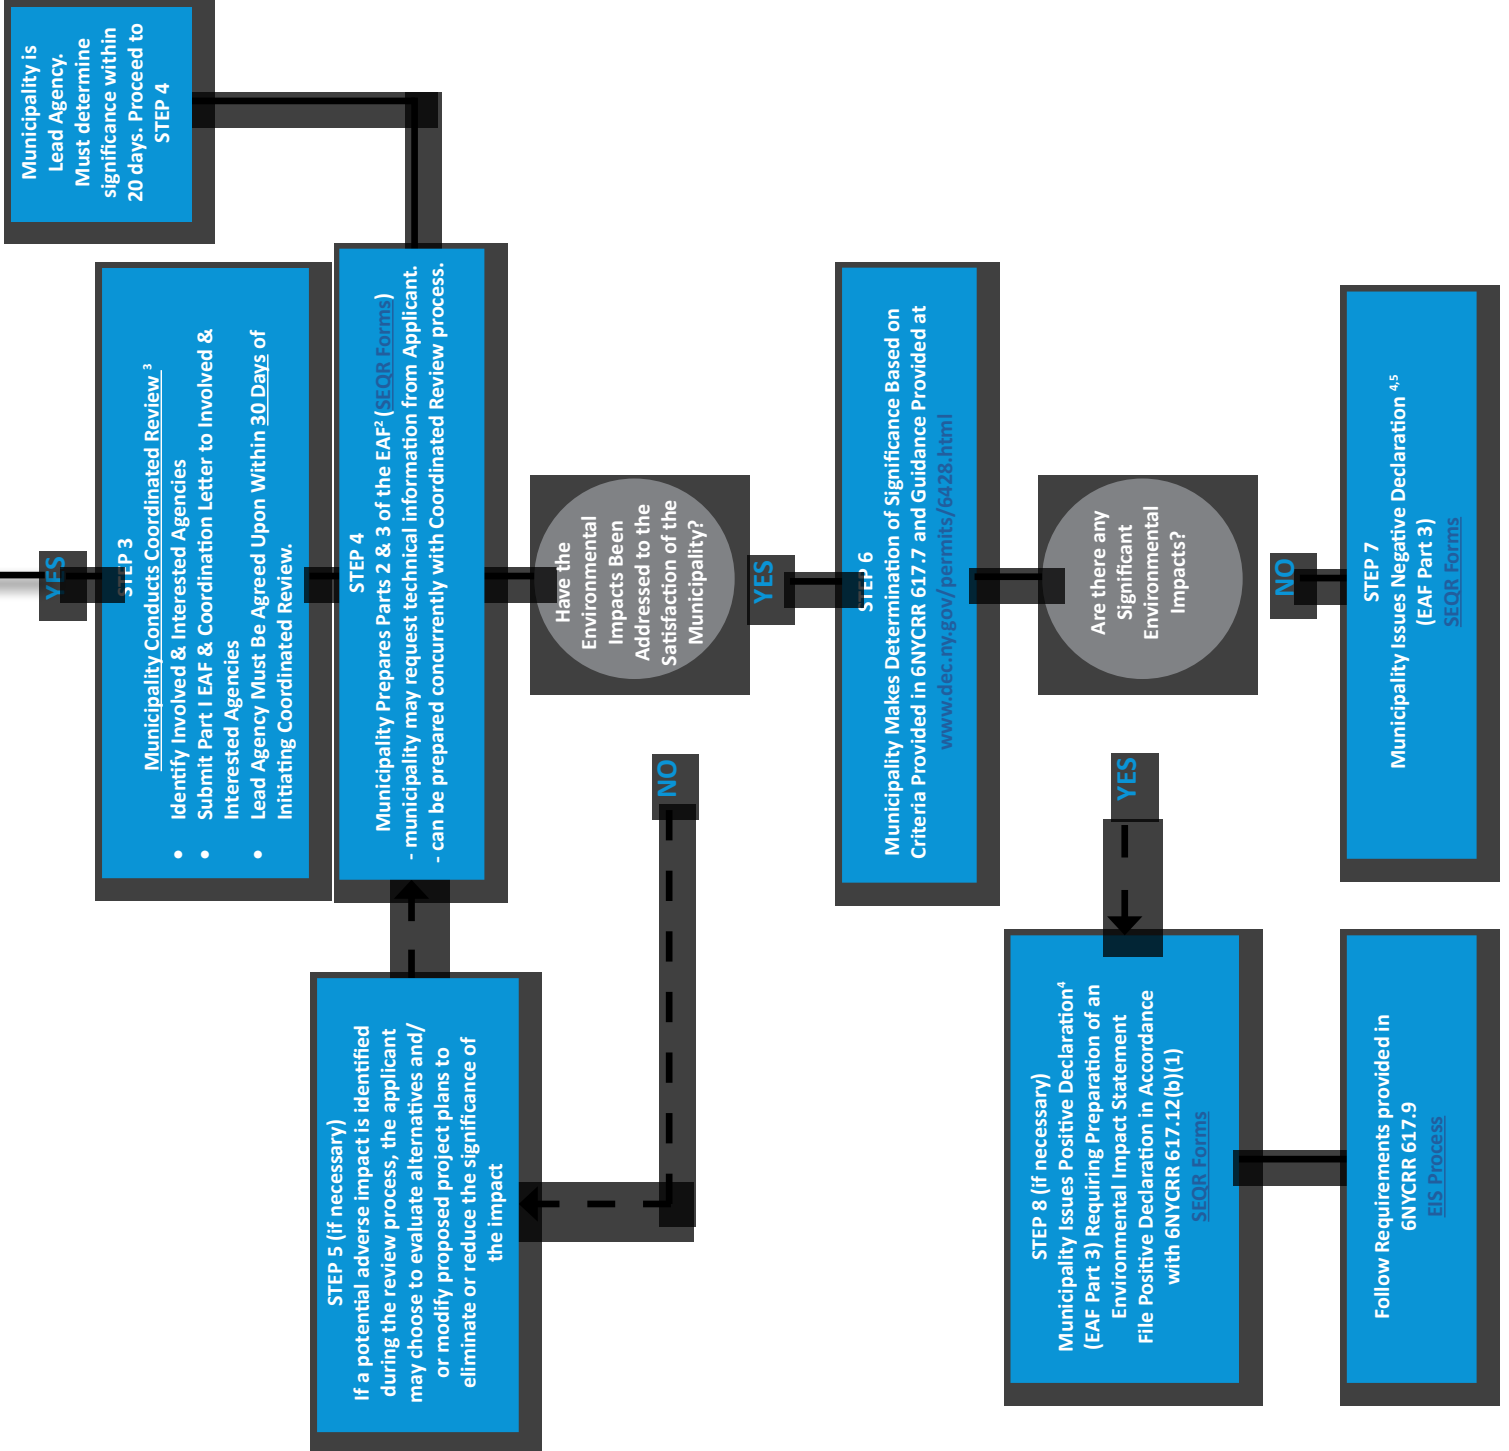 Municipality is
Lead Agency.
Must determine
significance within
20 days. Proceed to
STEP 4
YES
STEP 3
Municipality Conducts Coordinated Review 3
• Identify Involved & Interested Agencies
• Submit Part I EAF & Coordination Letter to Involved &
Interested Agencies
• Lead Agency Must Be Agreed Upon Within 30 Days of
Initiating Coordinated Review.
STEP 4
Municipality Prepares Parts 2 & 3 of the EAF2 (SEQR Forms)
- municipality may request technical information from Applicant.
- can be prepared concurrently with Coordinated Review process.
Have the
Environmental
Impacts Been
Addressed to the
Satisfaction of the
Municipality?
NO
STEP 5 (if necessary)
If a potential adverse impact is identified
during the review process, the applicant
may choose to evaluate alternatives and/
or modify proposed project plans to
eliminate or reduce the significance of
the impact
YES
STEP 6
Municipality Makes Determination of Significance Based on
Criteria Provided in 6NYCRR 617.7 and Guidance Provided at
www.dec.ny.gov/permits/6428.html
Are there any
Significant
Environmental
Impacts?
NO
STEP 7
Municipality Issues Negative Declaration 4,5
(EAF Part 3)
SEQR Forms
YES
STEP 8 (if necessary)
Municipality Issues Positive Declaration4
(EAF Part 3) Requiring Preparation of an
Environmental Impact Statement
File Positive Declaration in Accordance
with 6NYCRR 617.12(b)(1)
SEQR Forms
Follow Requirements provided in
6NYCRR 617.9
EIS Process